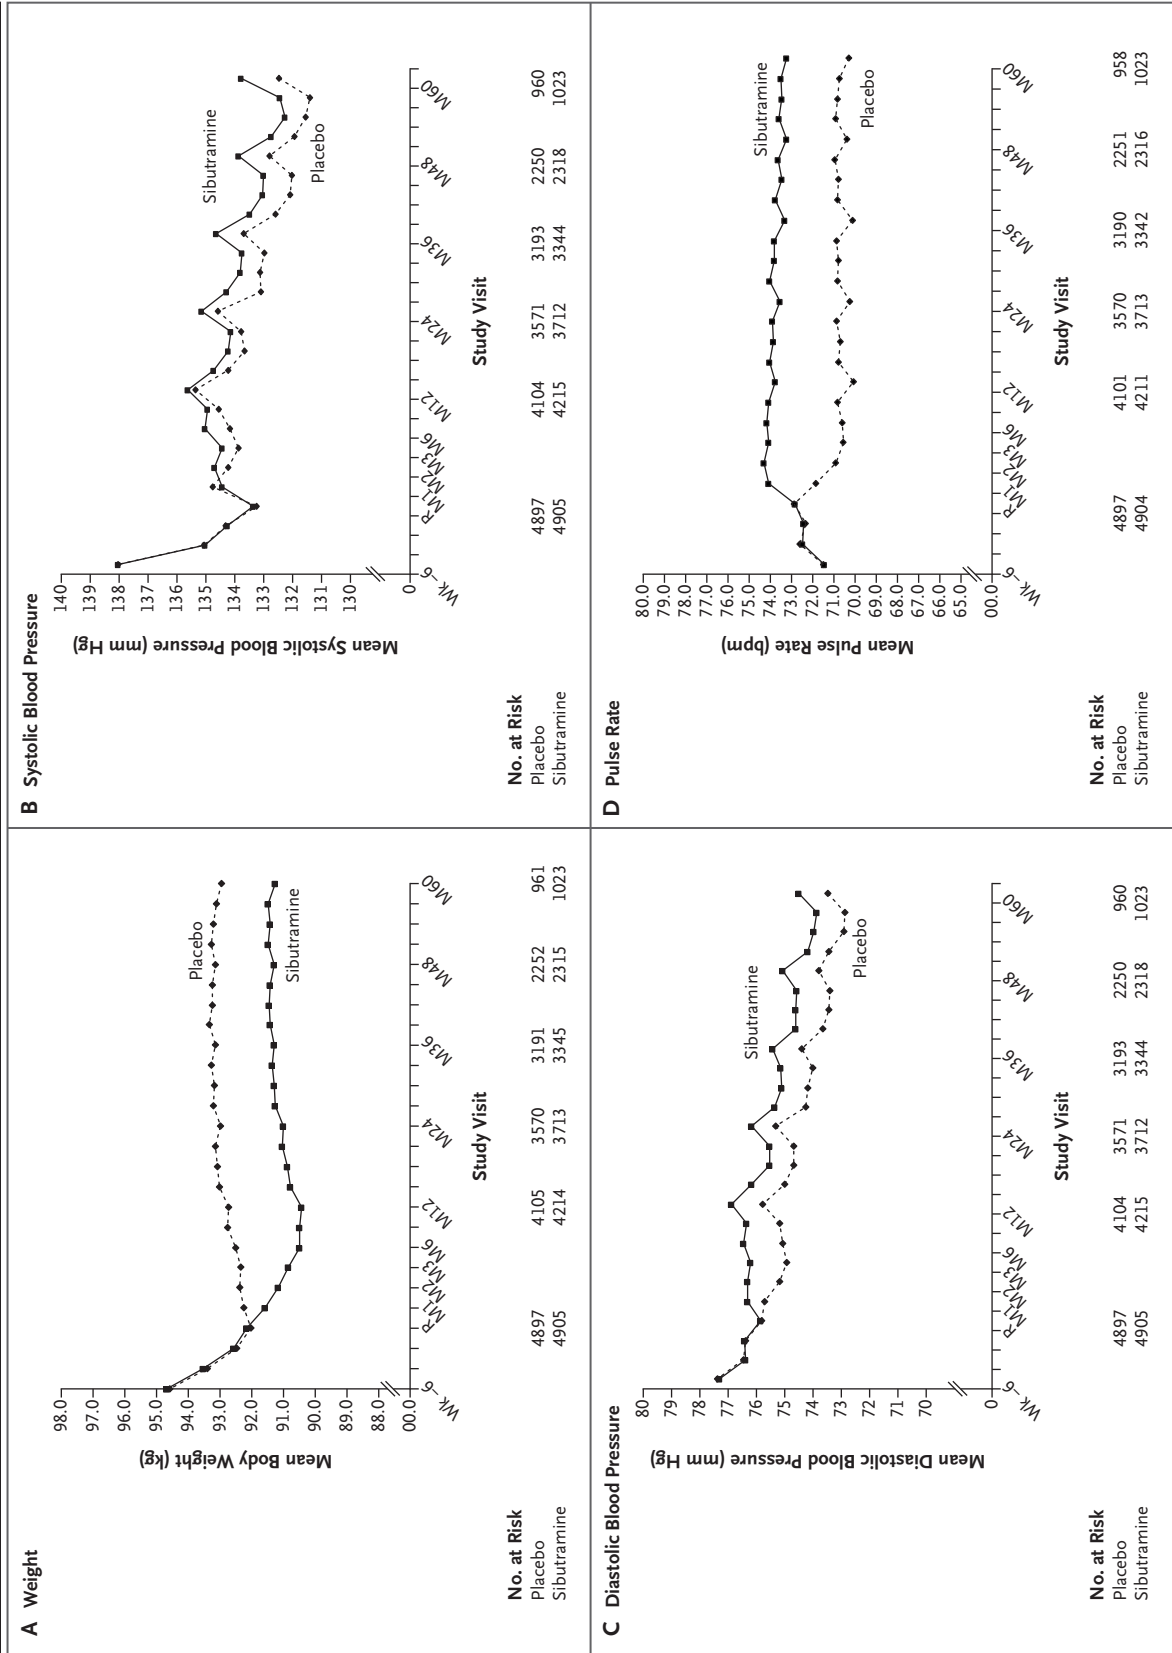 A Weight
Mean Body Weight (kg)
98.0
97.0
96.0
95.0
94.0
93.0
92.0
91.0
90.0
89.0
88.0
00.0
Placebo
Sibutramine
Wk–6 R M1 M2 M3 M6 M12 M24 M36 M48 M60
Study Visit
No. at Risk
Placebo 4897 4105 3570 3191 2252 961
Sibutramine 4905 4214 3713 3345 2315 1023
B Systolic Blood Pressure
Mean Systolic Blood Pressure (mm Hg)
140
139
138
137
136
135
134
133
132
131
130
0
Sibutramine
Placebo
Wk–6 R M1 M2 M3 M6 M12 M24 M36 M48 M60
Study Visit
No. at Risk
Placebo 4897 4104 3571 3193 2250 960
Sibutramine 4905 4215 3712 3344 2318 1023
C Diastolic Blood Pressure
Mean Diastolic Blood Pressure (mm Hg)
80
79
78
77
76
75
74
73
72
71
70
0
Sibutramine
Placebo
Wk–6 R M1 M2 M3 M6 M12 M24 M36 M48 M60
Study Visit
No. at Risk
Placebo 4897 4104 3571 3193 2250 960
Sibutramine 4905 4215 3712 3344 2318 1023
D Pulse Rate
Mean Pulse Rate (bpm)
80.0
79.0
78.0
77.0
76.0
75.0
74.0
73.0
72.0
71.0
70.0
69.0
68.0
67.0
66.0
65.0
00.0
Sibutramine
Placebo
Wk–6 R M1 M2 M3 M6 M12 M24 M36 M48 M60
Study Visit
No. at Risk
Placebo 4897 4101 3570 3190 2251 958
Sibutramine 4904 4211 3713 3342 2316 1023